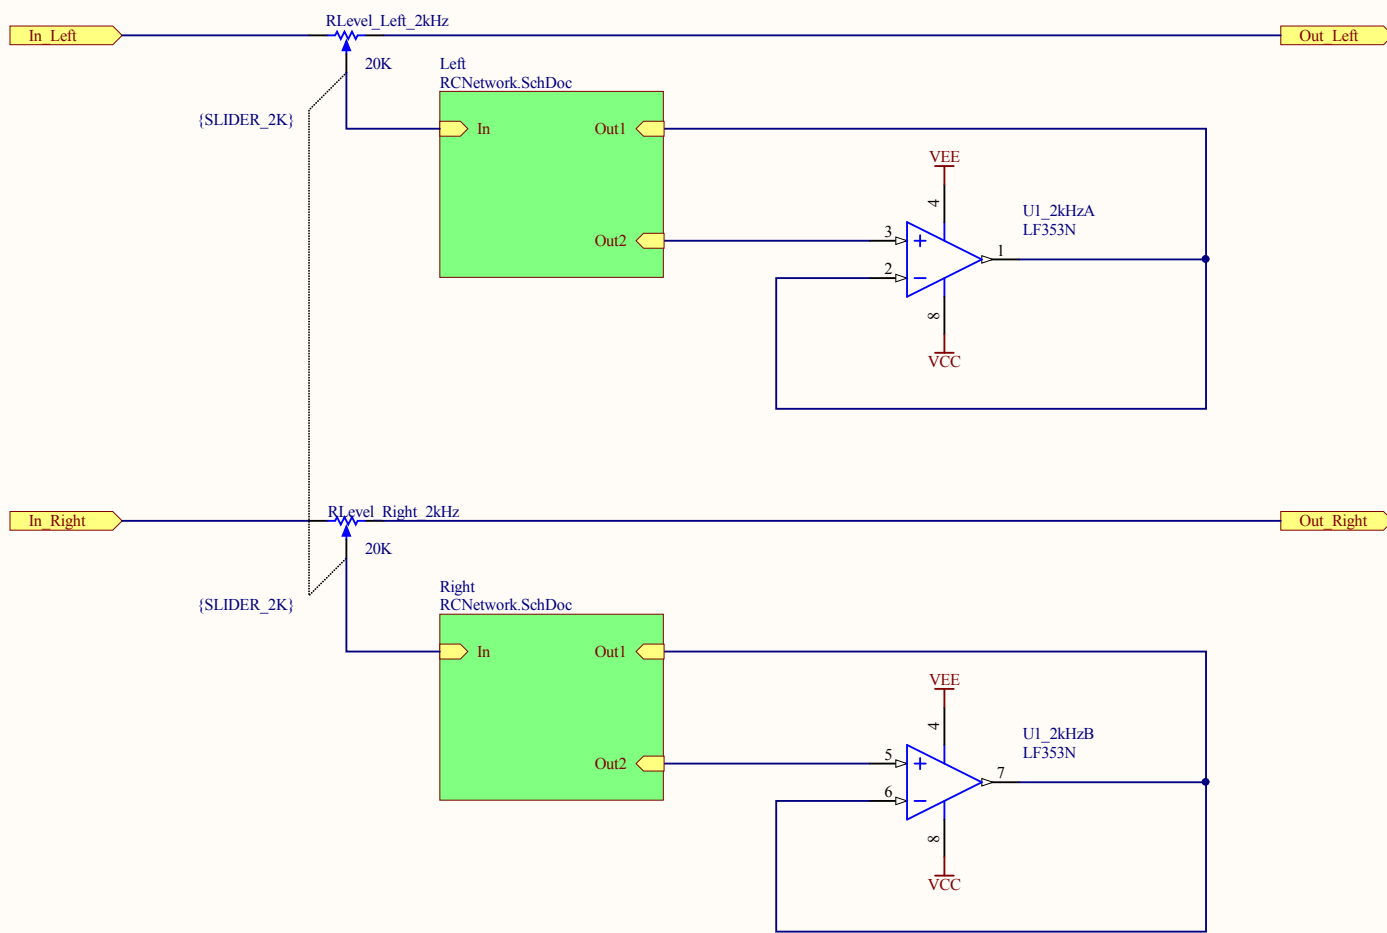 RLevel_Left_2kHz
In_Left
Out_Left
20K
Left
RCNetwork.SchDoc
{SLIDER_2K}
In
Out1
VEE
4
U1_2kHzA
LF353N
3
Out2
1
2
8
VCC
RLevel_Right_2kHz
In_Right
Out_Right
20K
Right
RCNetwork.SchDoc
{SLIDER_2K}
In
Out1
VEE
4
U1_2kHzB
LF353N
5
Out2
7
6
8
VCC